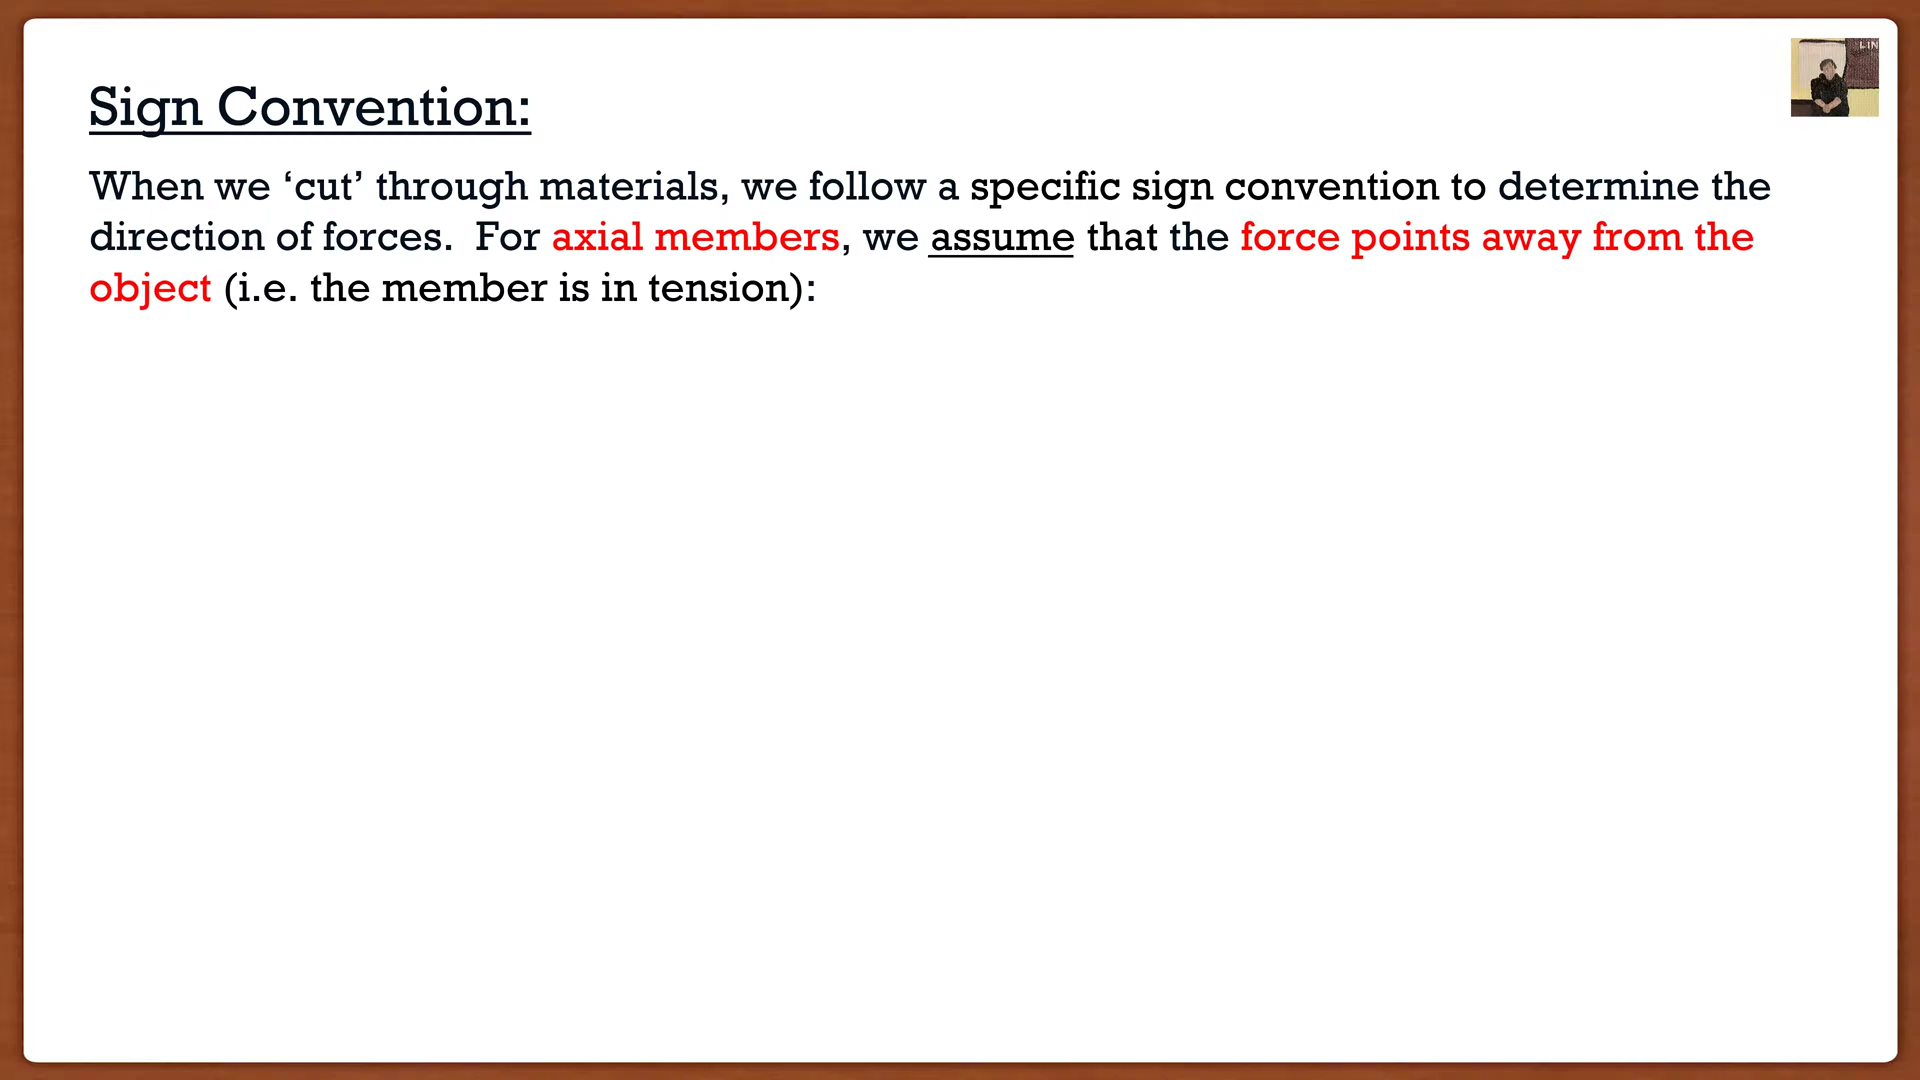 LIN
Sign Convention:
When we ‘cut’ through materials, we follow a specific sign convention to determine the
direction of forces.  For axial members, we assume that the force points away from the
object (i.e. the member is in tension):